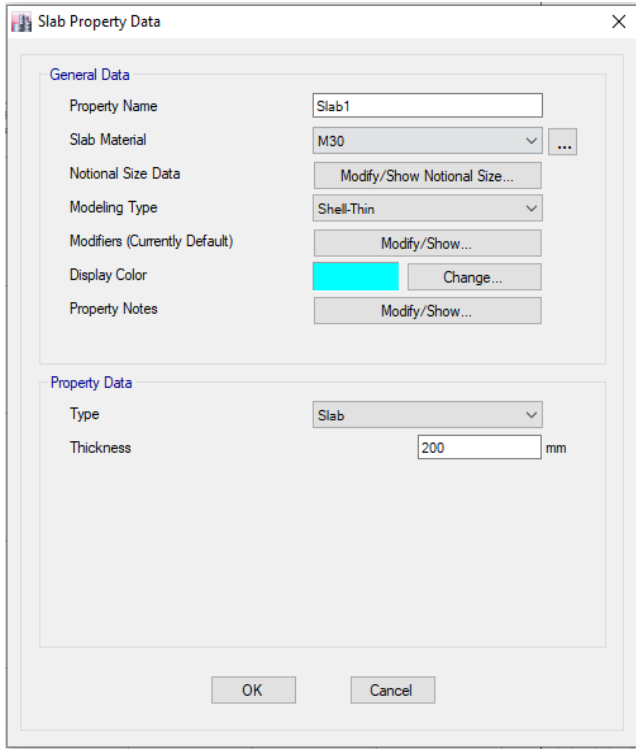 Slab Property Data
General Data
Property Name Slab1
Slab Material M30 ...
Notional Size Data Modify/Show Notional Size...
Modeling Type Shell-Thin
Modifiers (Currently Default) Modify/Show...
Display Color Change...
Property Notes Modify/Show...
Property Data
Type Slab
Thickness 200 mm
OK Cancel